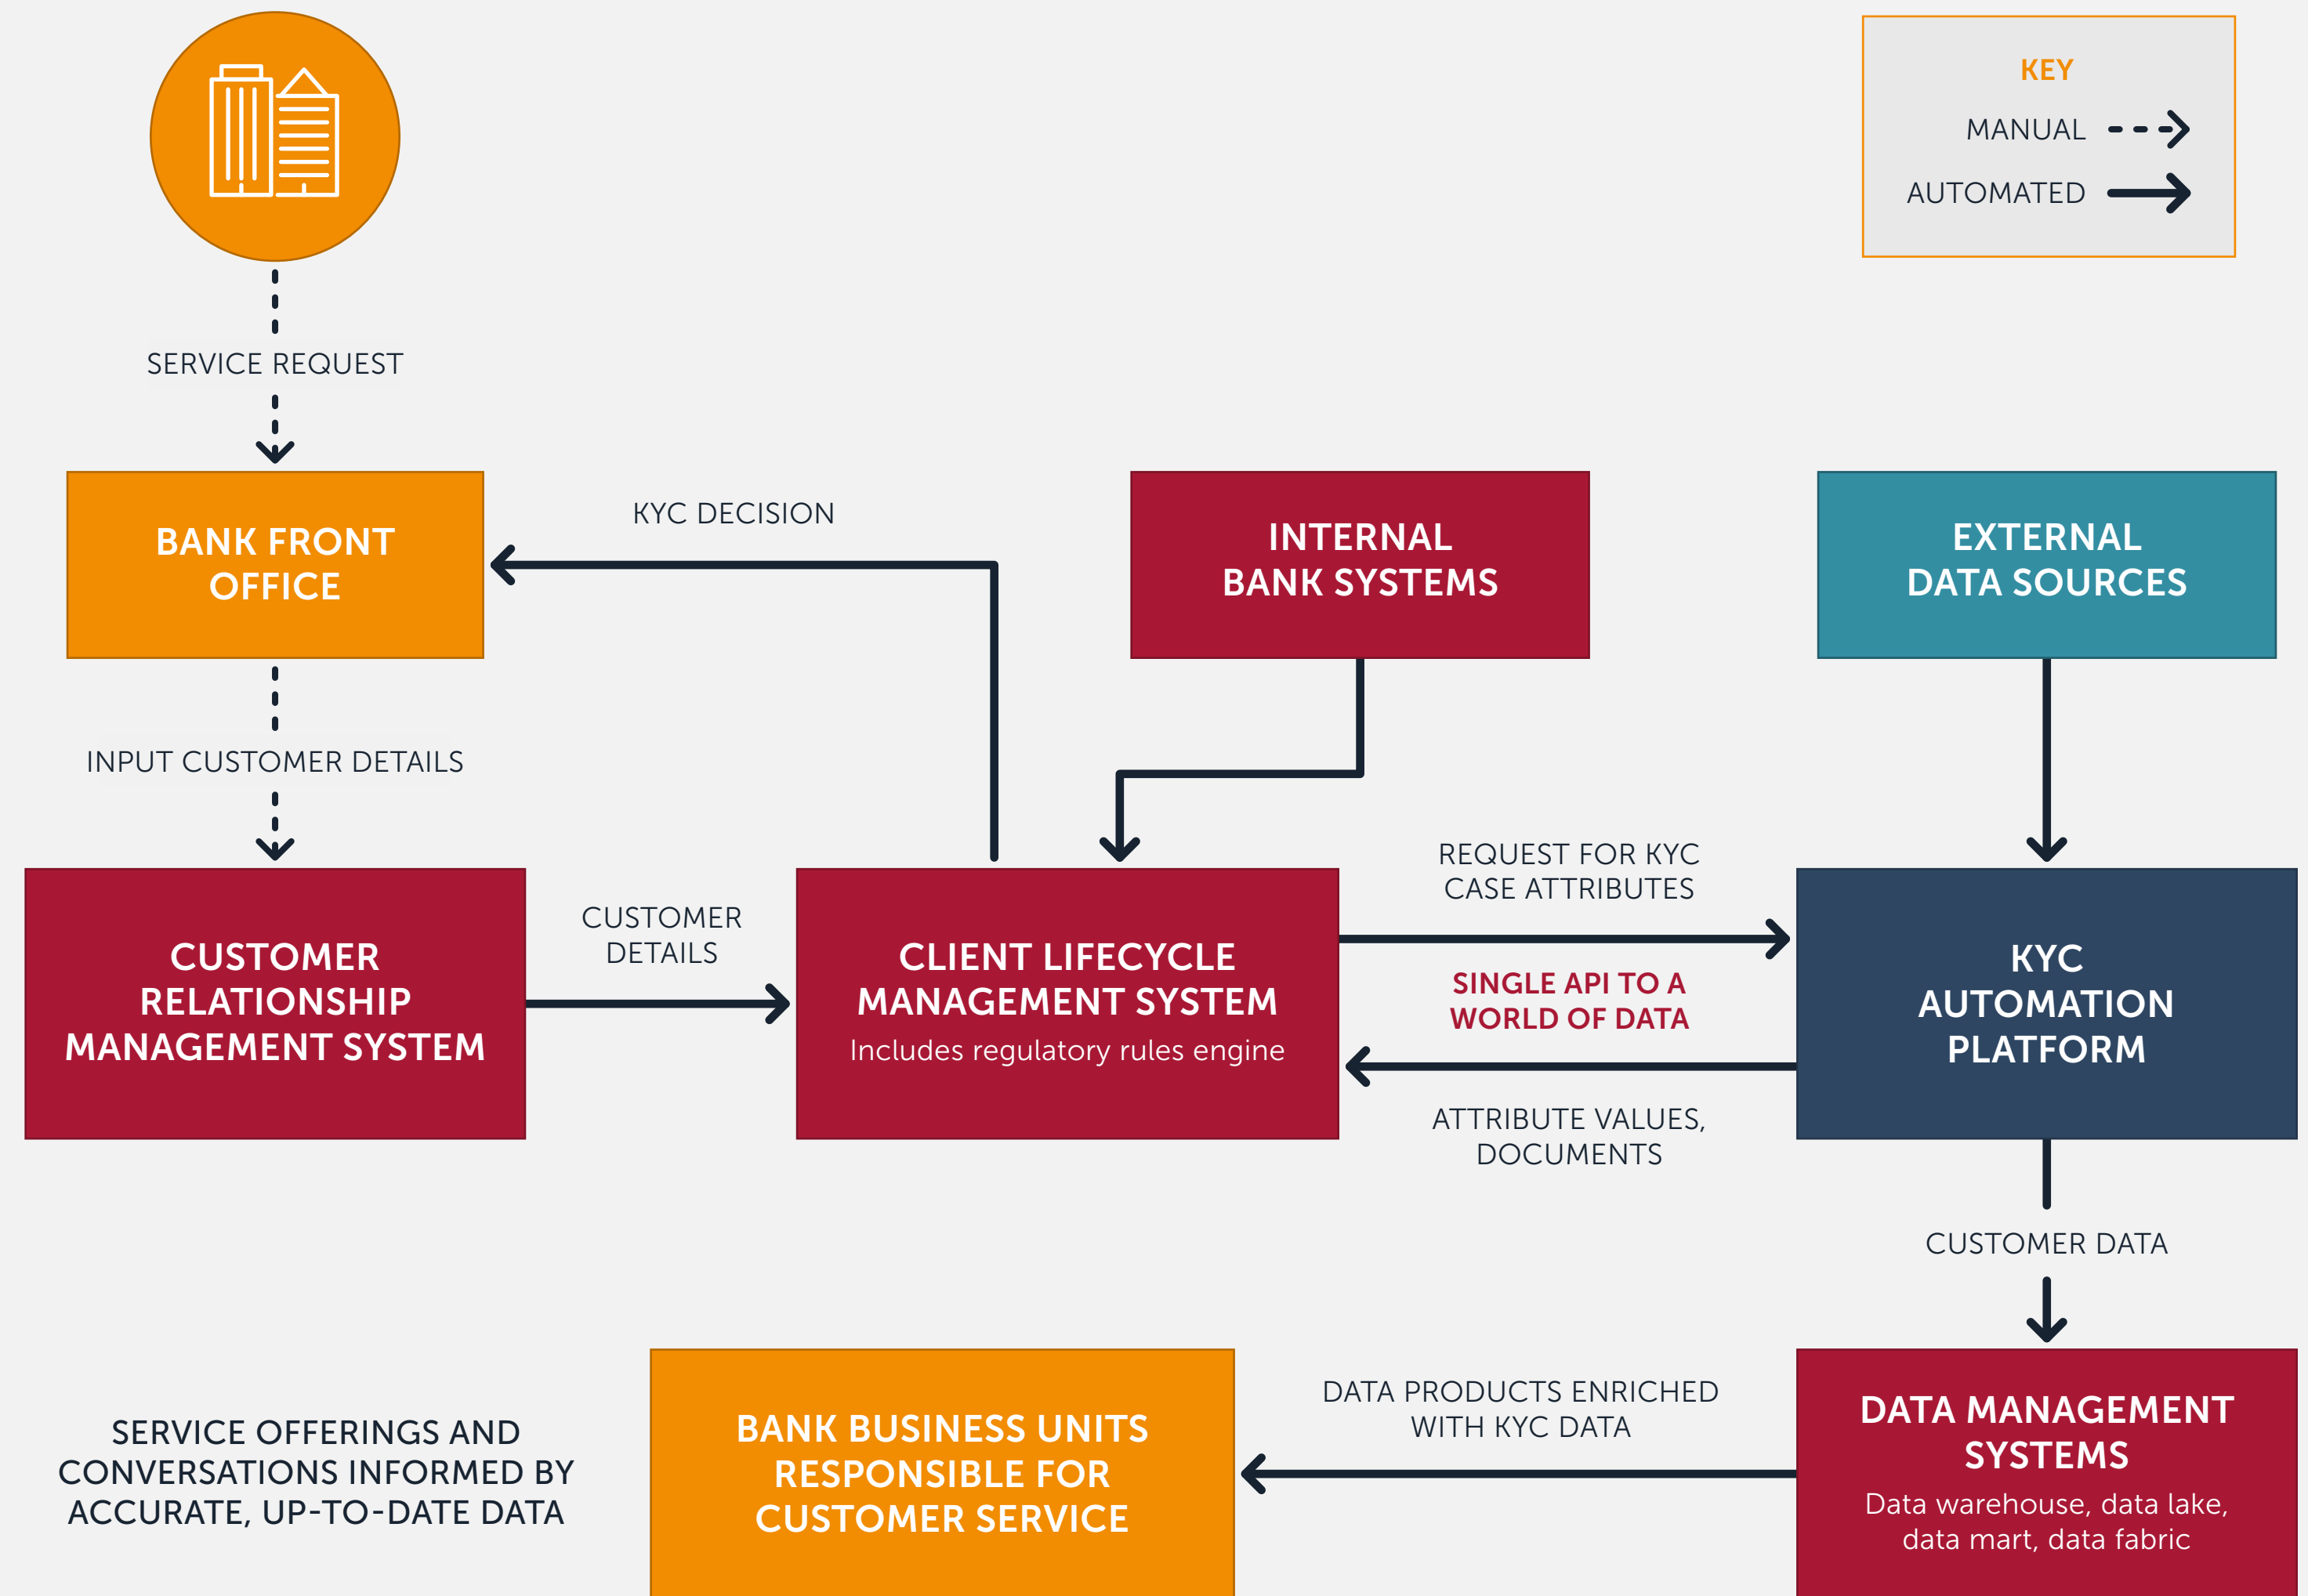 KEY
MANUAL
AUTOMATED
SERVICE REQUEST
BANK FRONT
OFFICE
KYC DECISION
INTERNAL
BANK SYSTEMS
EXTERNAL
DATA SOURCES
INPUT CUSTOMER DETAILS
CUSTOMER
RELATIONSHIP
MANAGEMENT SYSTEM
CUSTOMER
DETAILS
CLIENT LIFECYCLE
MANAGEMENT SYSTEM
Includes regulatory rules engine
REQUEST FOR KYC
CASE ATTRIBUTES
SINGLE API TO A
WORLD OF DATA
ATTRIBUTE VALUES,
DOCUMENTS
KYC
AUTOMATION
PLATFORM
CUSTOMER DATA
SERVICE OFFERINGS AND
CONVERSATIONS INFORMED BY
ACCURATE, UP-TO-DATE DATA
BANK BUSINESS UNITS
RESPONSIBLE FOR
CUSTOMER SERVICE
DATA PRODUCTS ENRICHED
WITH KYC DATA
DATA MANAGEMENT
SYSTEMS
Data warehouse, data lake,
data mart, data fabric